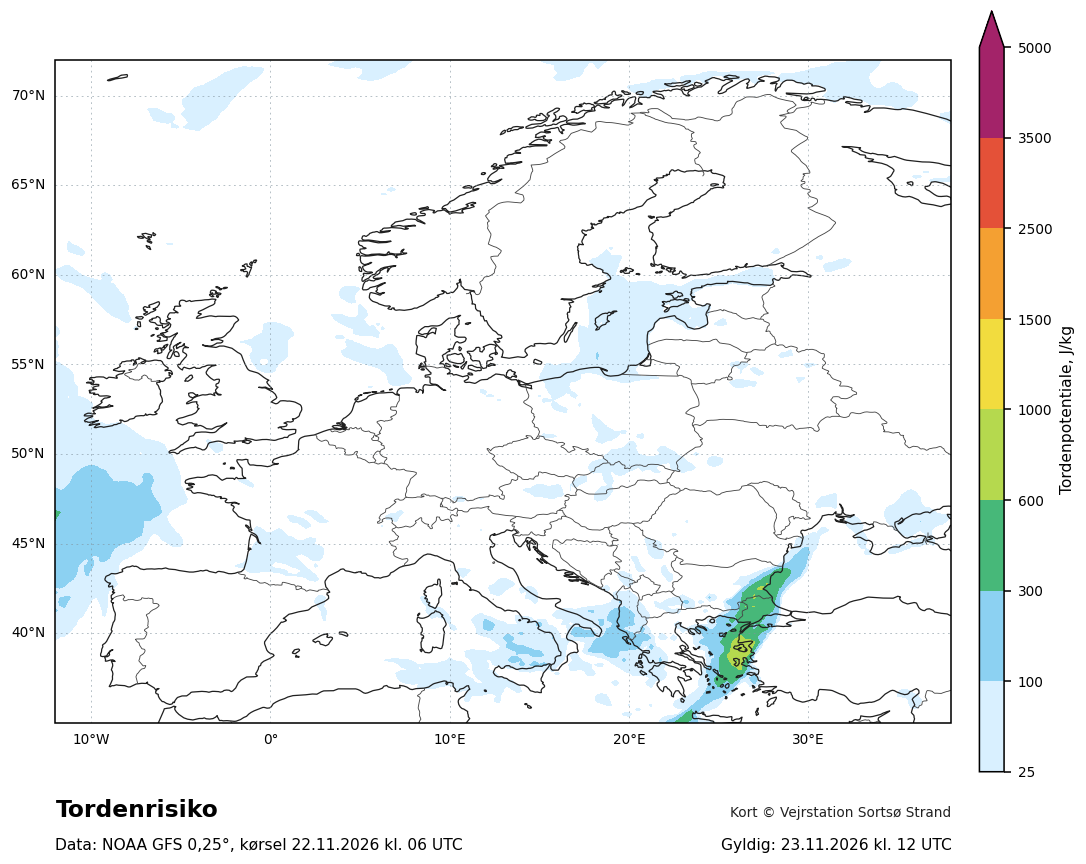 70°N
65°N
60°N
55°N
50°N
45°N
40°N
10°W
0°
10°E
20°E
30°E
5000
3500
2500
1500
1000
600
300
100
25
Tordenpotentiale, J/kg
Tordenrisiko
Kort © Vejrstation Sortsø Strand
Data: NOAA GFS 0,25°, kørsel 22.11.2026 kl. 06 UTC
Gyldig: 23.11.2026 kl. 12 UTC